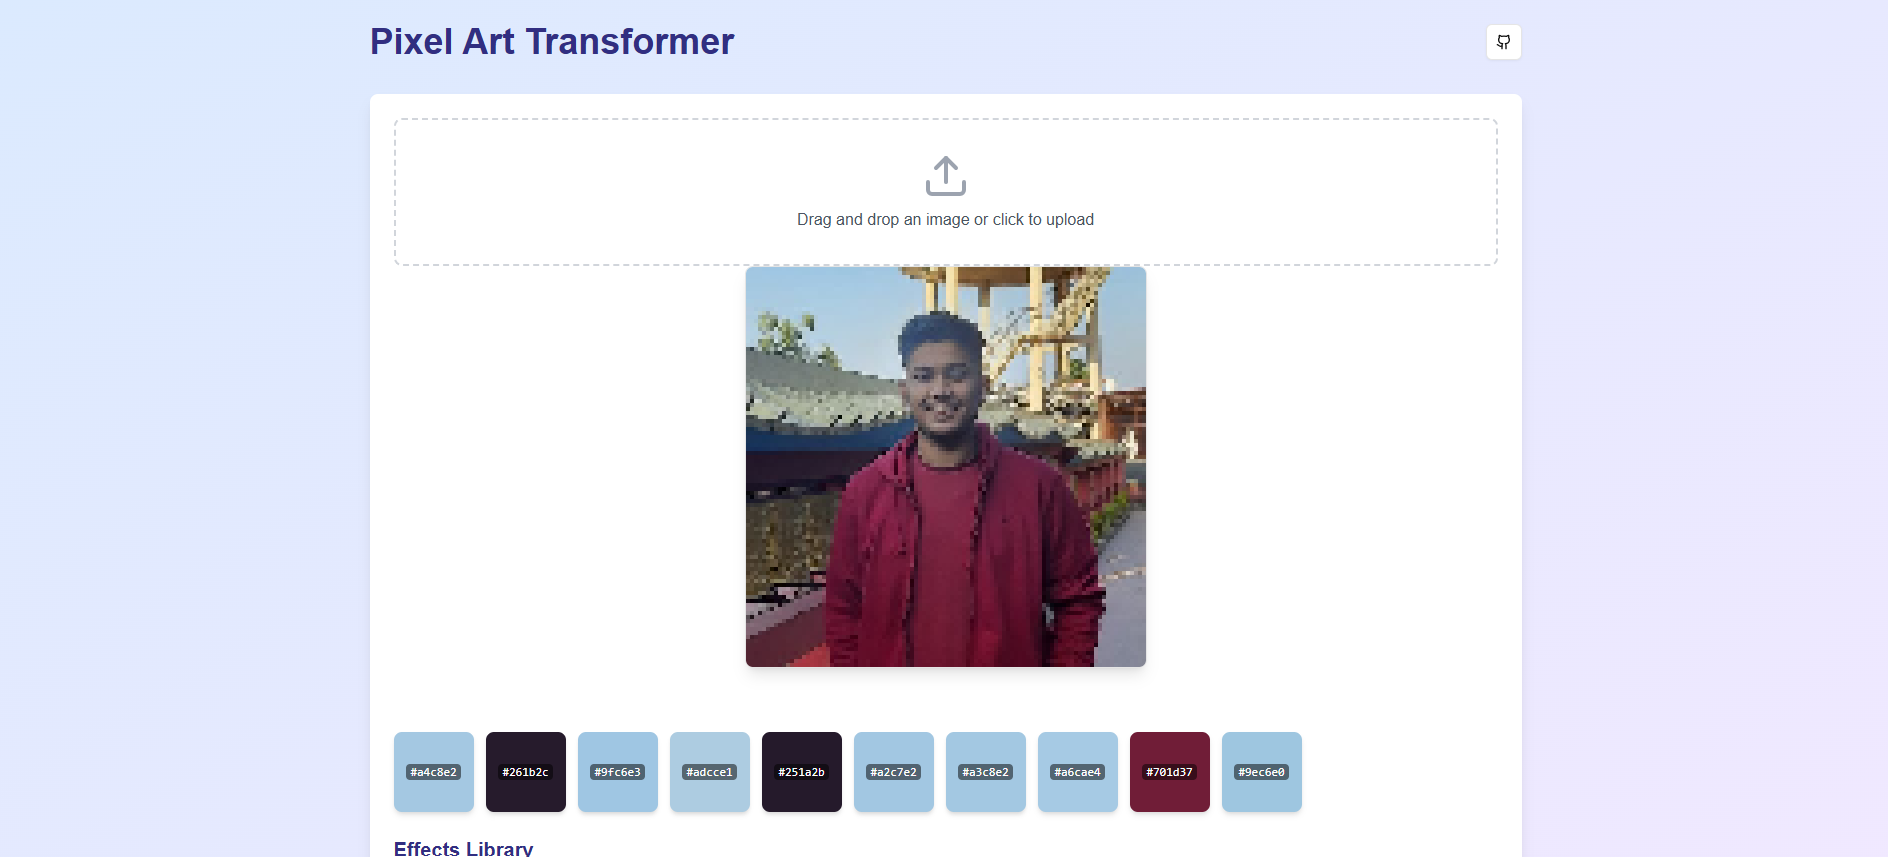 Pixel Art Transformer
Drag and drop an image or click to upload
#a4c8e2 #261b2c #9fc6e3 #adcce1 #251a2b #a2c7e2 #a3c8e2 #a6cae4 #701d37 #9ec6e0
Effects Library